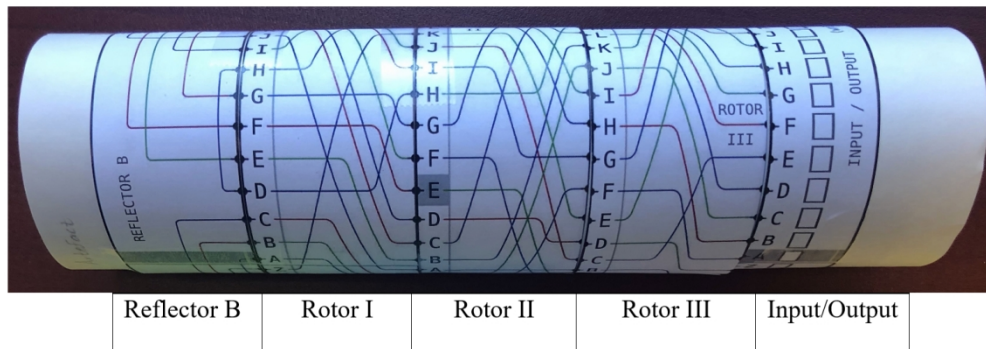 REFLECTOR B
J
I
H
G
F
E
D
C
B
A
Z
K
J
I
H
G
F
E
D
C
B
A
K
J
I
H
G
F
E
D
C
B
ROTOR
III
J
I
H
G
F
E
D
C
B
A
INPUT / OUTPUT
Reflector B Rotor I Rotor II Rotor III Input/Output